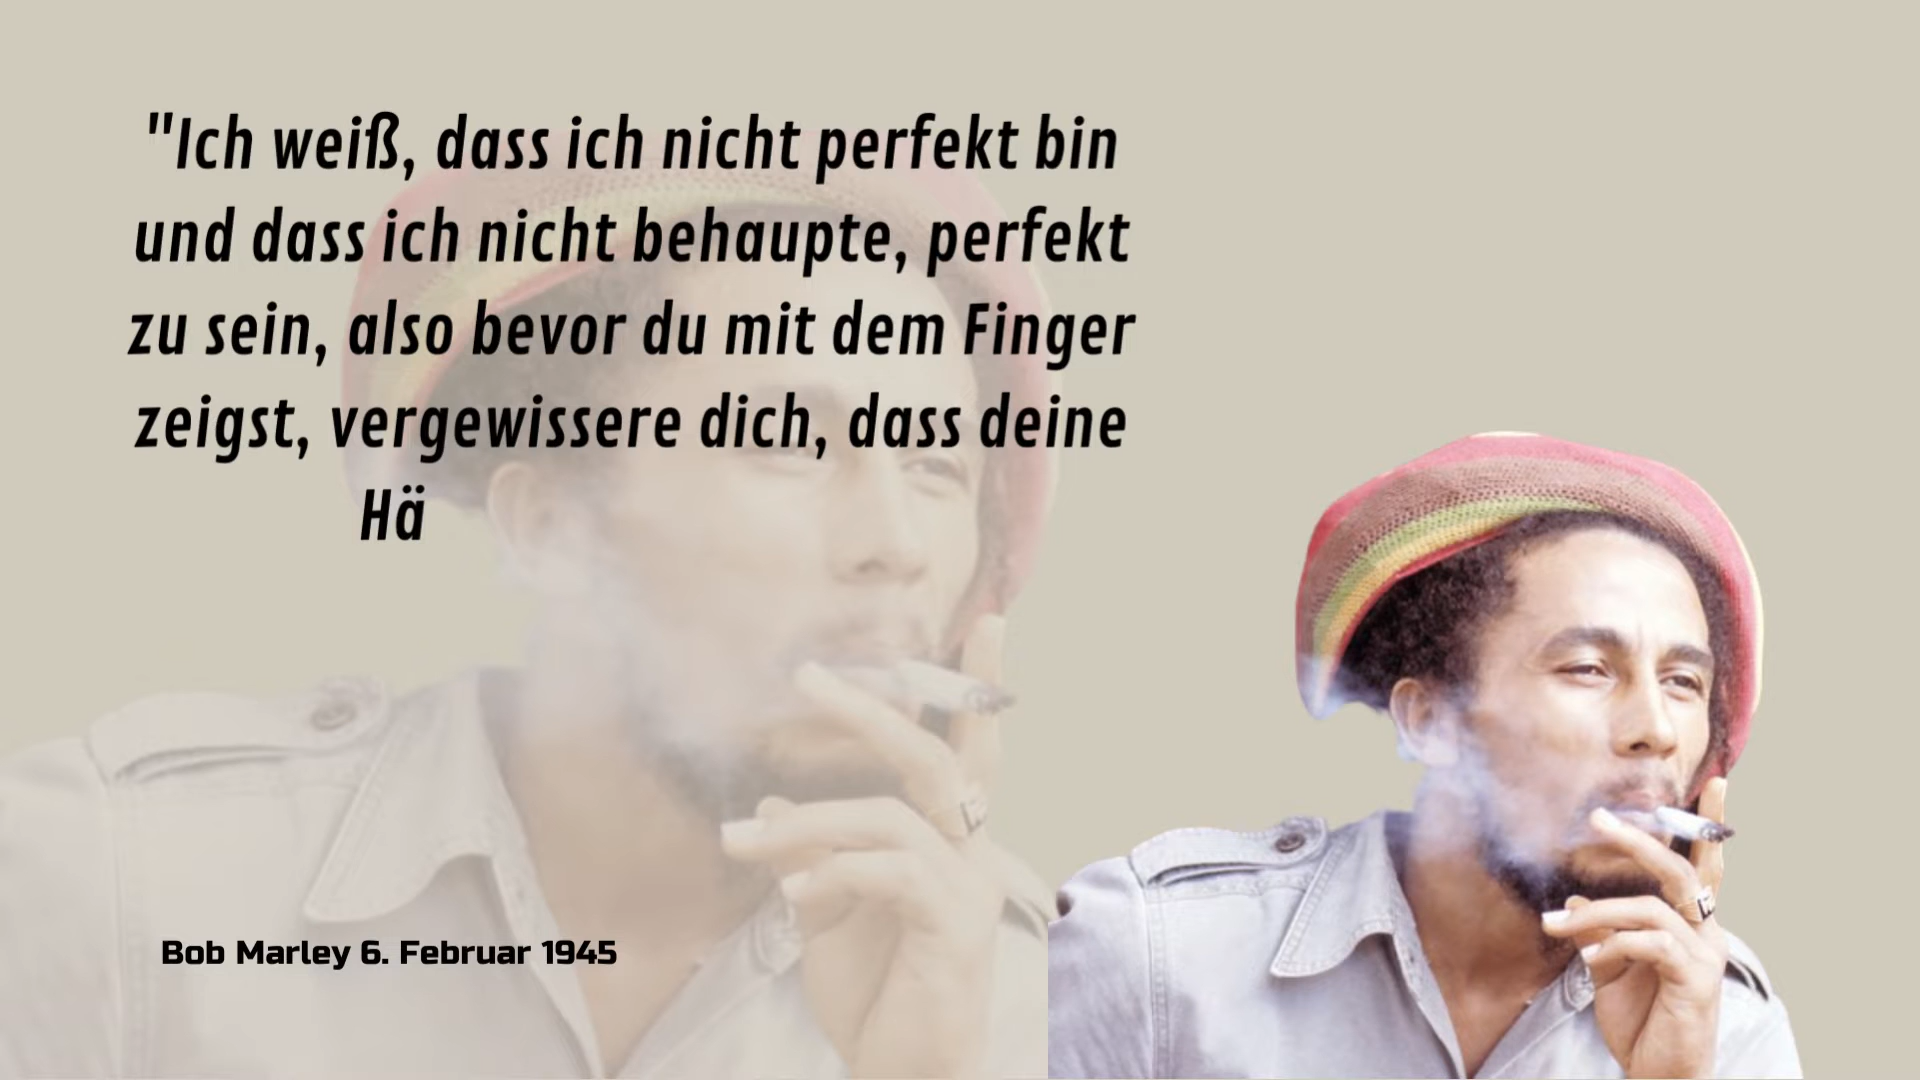 "Ich weiß, dass ich nicht perfekt bin
und dass ich nicht behaupte, perfekt
zu sein, also bevor du mit dem Finger
zeigst, vergewissere dich, dass deine
Hä
Bob Marley 6. Februar 1945